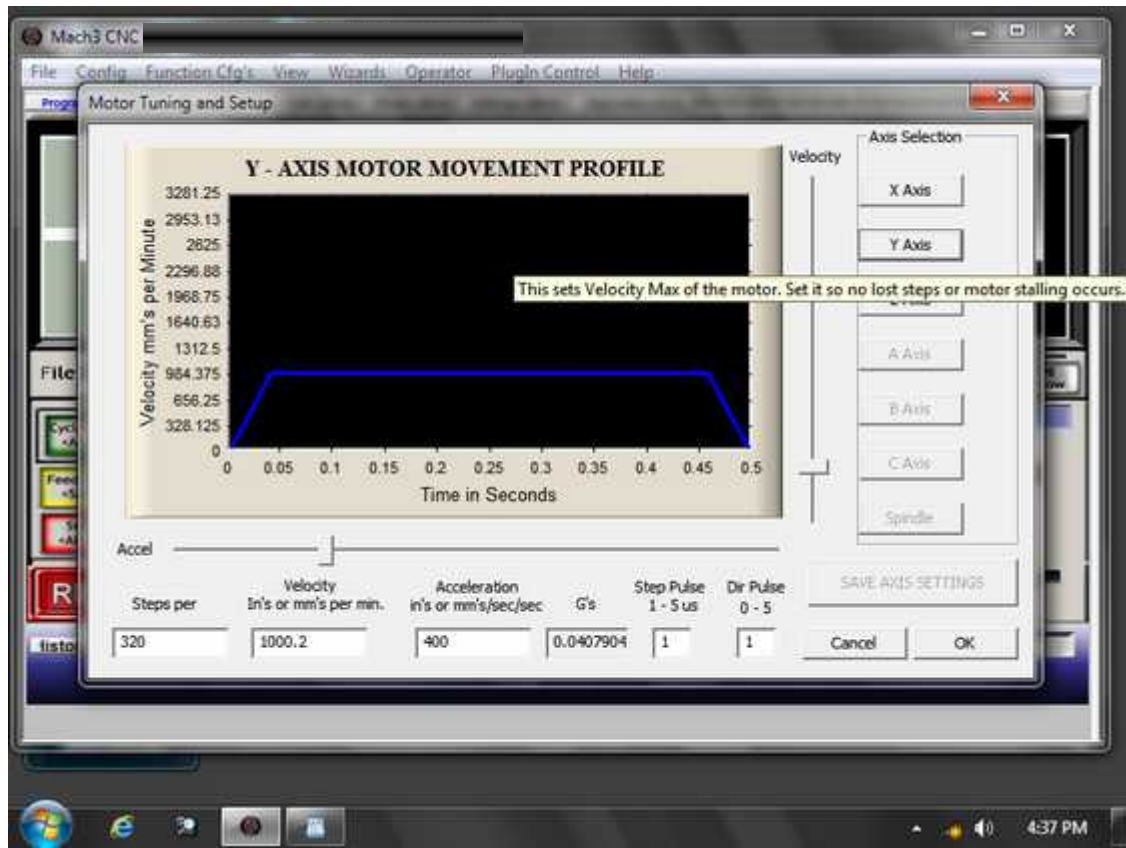 Mach3 CNC
File Config Function Cfg's View Wizards Operator PlugIn Control Help
Motor Tuning and Setup
Y - AXIS MOTOR MOVEMENT PROFILE
Velocity mm's per Minute
3281.25
2953.13
2625
2296.88
1968.75
1640.63
1312.5
984.375
656.25
328.125
0
0 0.05 0.1 0.15 0.2 0.25 0.3 0.35 0.4 0.45 0.5
Time in Seconds
Velocity
Axis Selection
X Axis
Y Axis
This sets Velocity Max of the motor. Set it so no lost steps or motor stalling occurs.
A Axis
B Axis
C Axis
Spindle
Accel
Steps per
Velocity
In's or mm's per min.
Acceleration
in's or mm's/sec/sec
G's
Step Pulse
1 - 5 us
Dir Pulse
0 - 5
320
1000.2
400
0.0407904
1
1
SAVE AXIS SETTINGS
Cancel
OK
File
4:37 PM